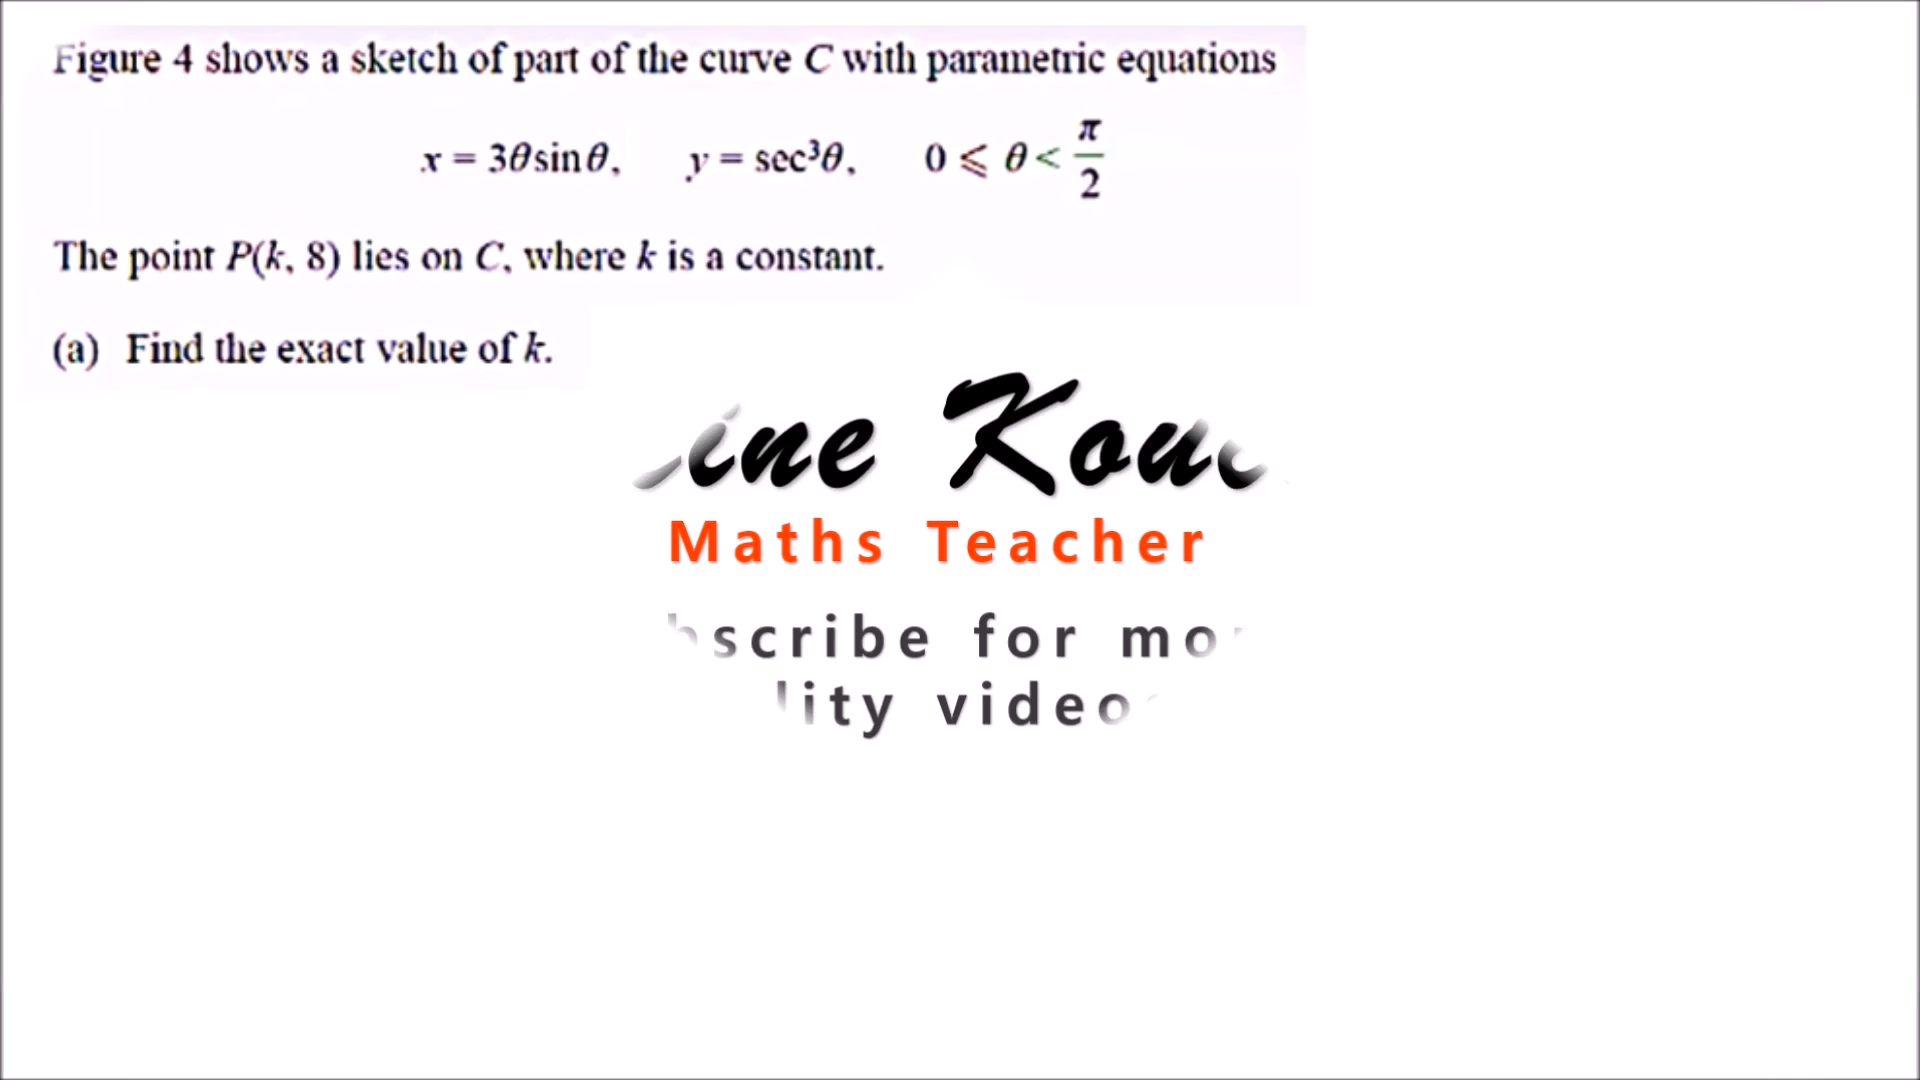 Figure 4 shows a sketch of part of the curve C with parametric equations
x = 3θsinθ, y = sec³θ, 0 ⩽ θ < π/2
The point P(k, 8) lies on C, where k is a constant.
(a) Find the exact value of k.
Maths Teacher
for